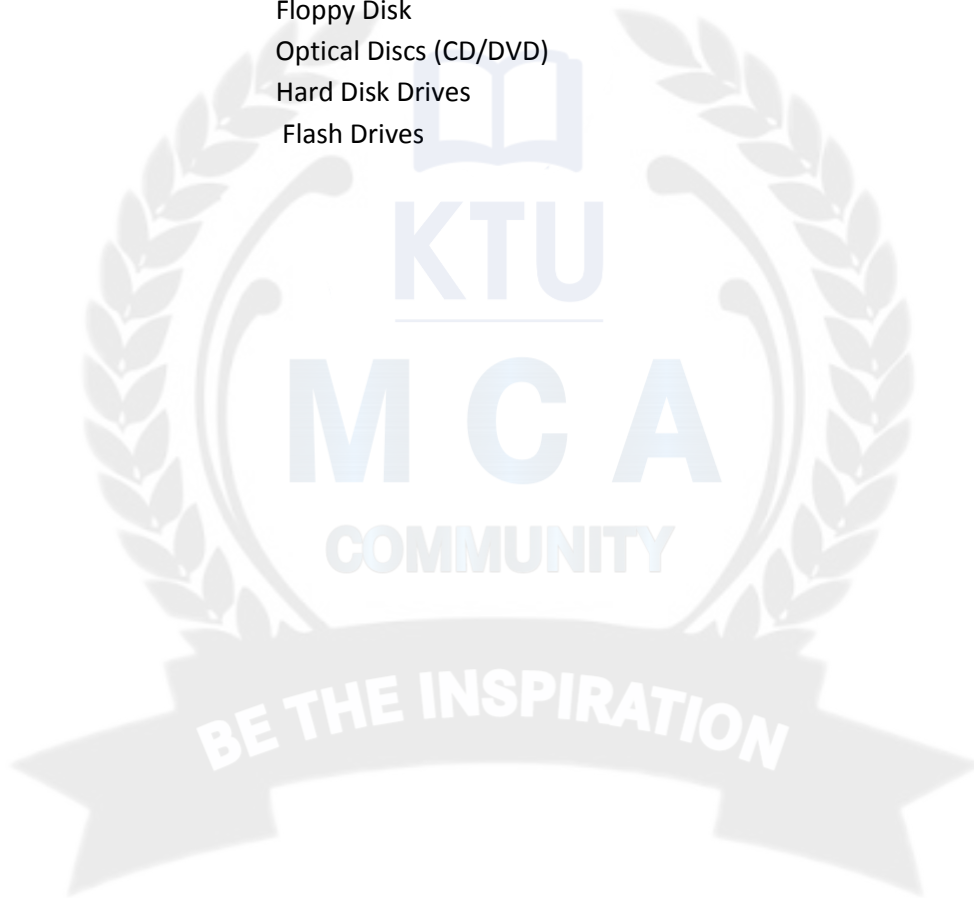 Floppy Disk
Optical Discs (CD/DVD)
Hard Disk Drives
Flash Drives
KTU
M C A
COMMUNITY
BE THE INSPIRATION